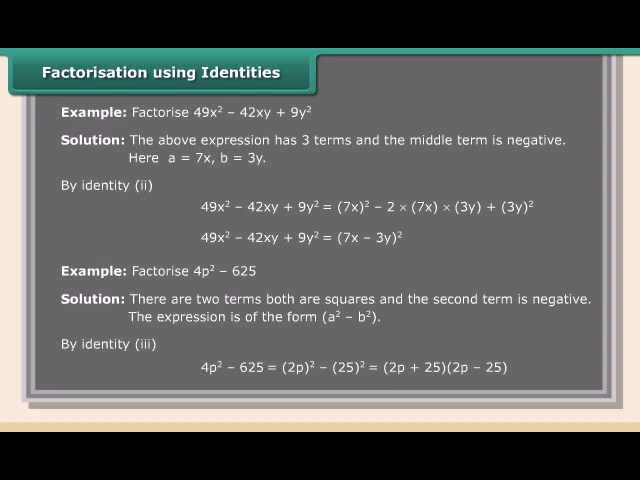 Factorisation using Identities
Example: Factorise 49x² – 42xy + 9y²
Solution: The above expression has 3 terms and the middle term is negative.
Here a = 7x, b = 3y.
By identity (ii)
49x² – 42xy + 9y² = (7x)² – 2 × (7x) × (3y) + (3y)²
49x² – 42xy + 9y² = (7x – 3y)²
Example: Factorise 4p² – 625
Solution: There are two terms both are squares and the second term is negative.
The expression is of the form (a² – b²).
By identity (iii)
4p² – 625 = (2p)² – (25)² = (2p + 25)(2p – 25)